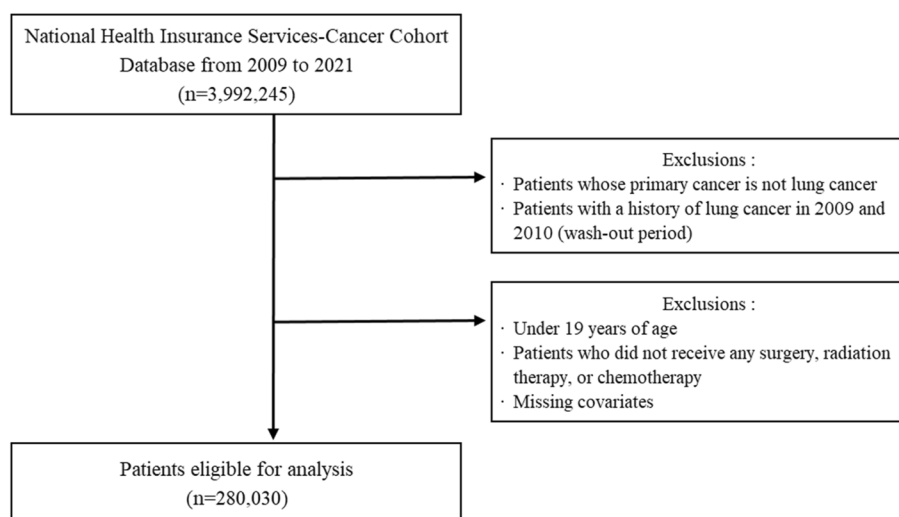 National Health Insurance Services-Cancer Cohort
Database from 2009 to 2021
(n=3,992,245)
Exclusions :
· Patients whose primary cancer is not lung cancer
· Patients with a history of lung cancer in 2009 and
2010 (wash-out period)
Exclusions :
· Under 19 years of age
· Patients who did not receive any surgery, radiation
therapy, or chemotherapy
· Missing covariates
Patients eligible for analysis
(n=280,030)